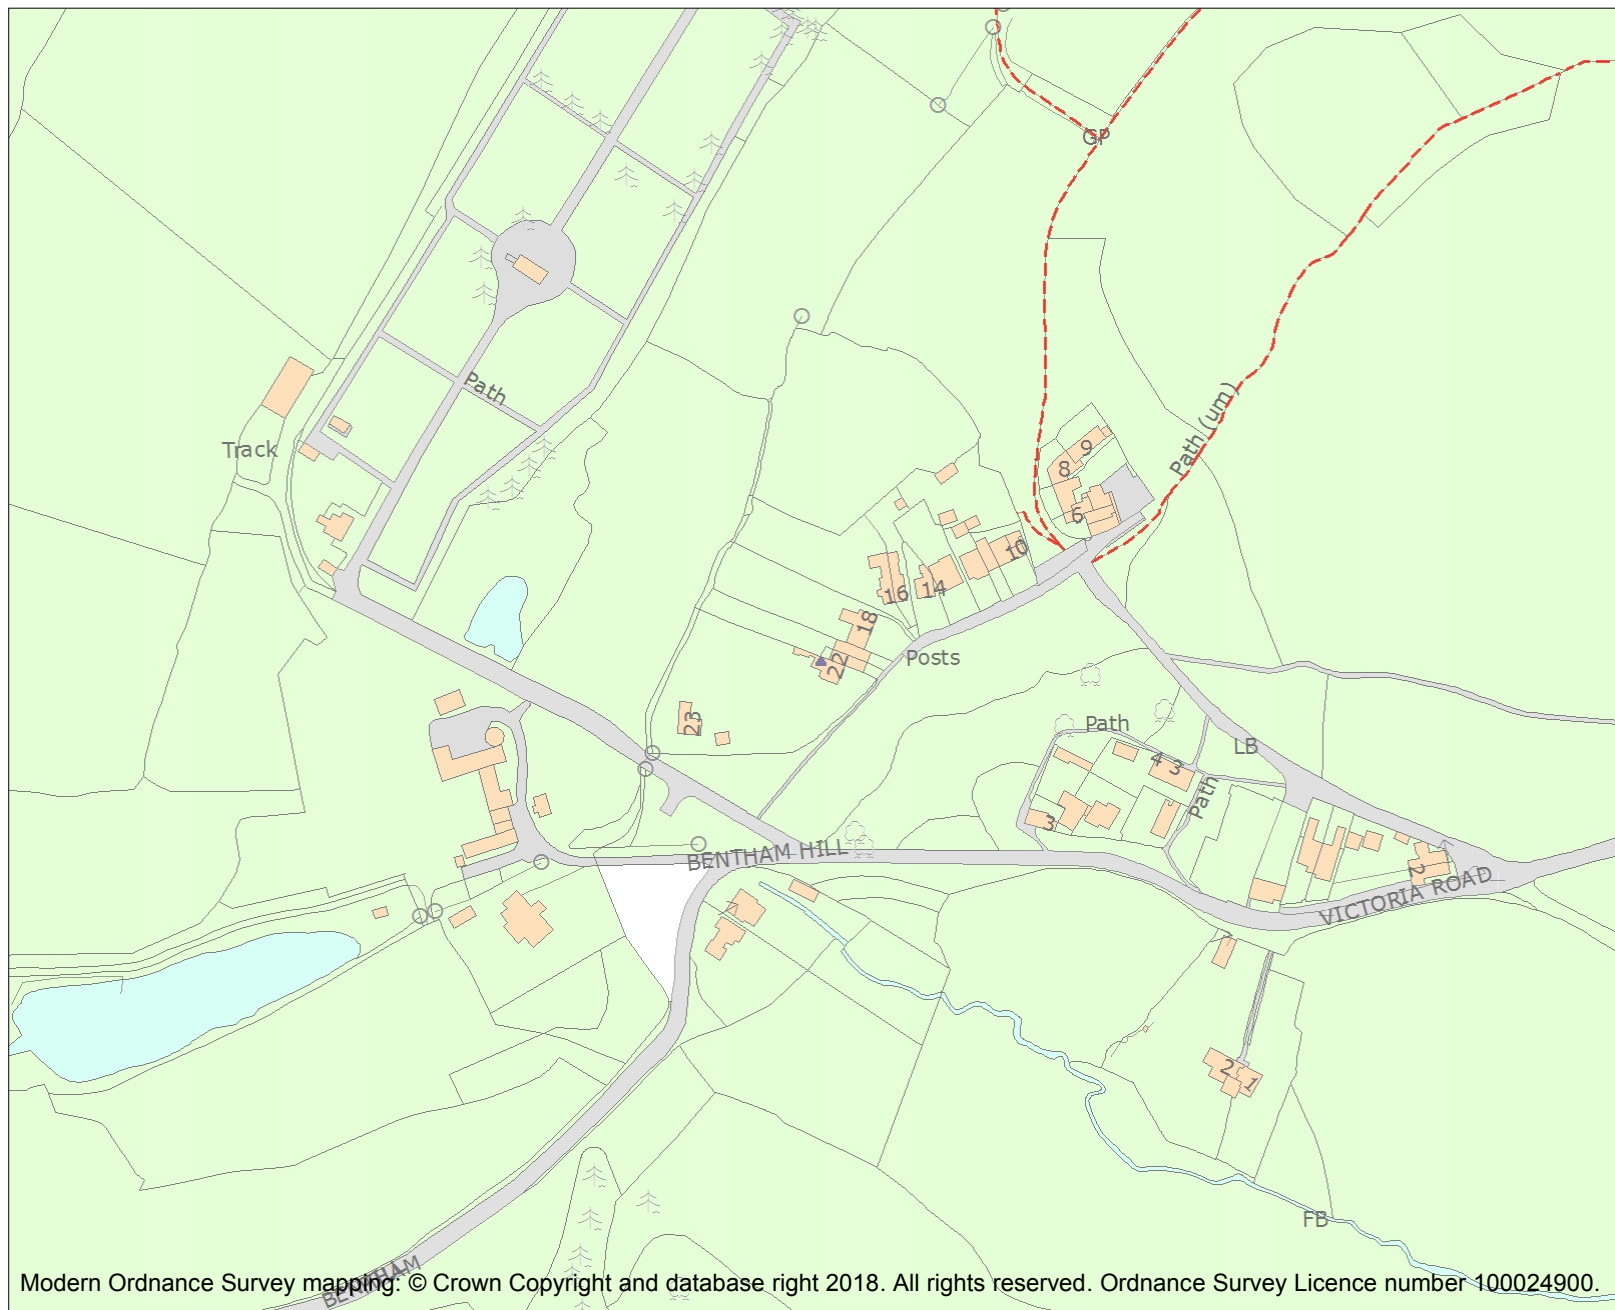 GP
Path
Path (um)
Track
9
8
6
10
16
14
18
22
Posts
23
Path
LB
4
3
Path
3
BENTHAM HILL
2
VICTORIA ROAD
2
1
FB
BENTHAM
Modern Ordnance Survey mapping: © Crown Copyright and database right 2018. All rights reserved. Ordnance Survey Licence number 100024900.